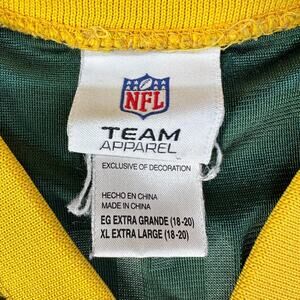 NFL
TEAM
APPAREL
EXCLUSIVE OF DECORATION
HECHO EN CHINA
MADE IN CHINA
EG EXTRA GRANDE (18-20)
XL EXTRA LARGE (18-20)